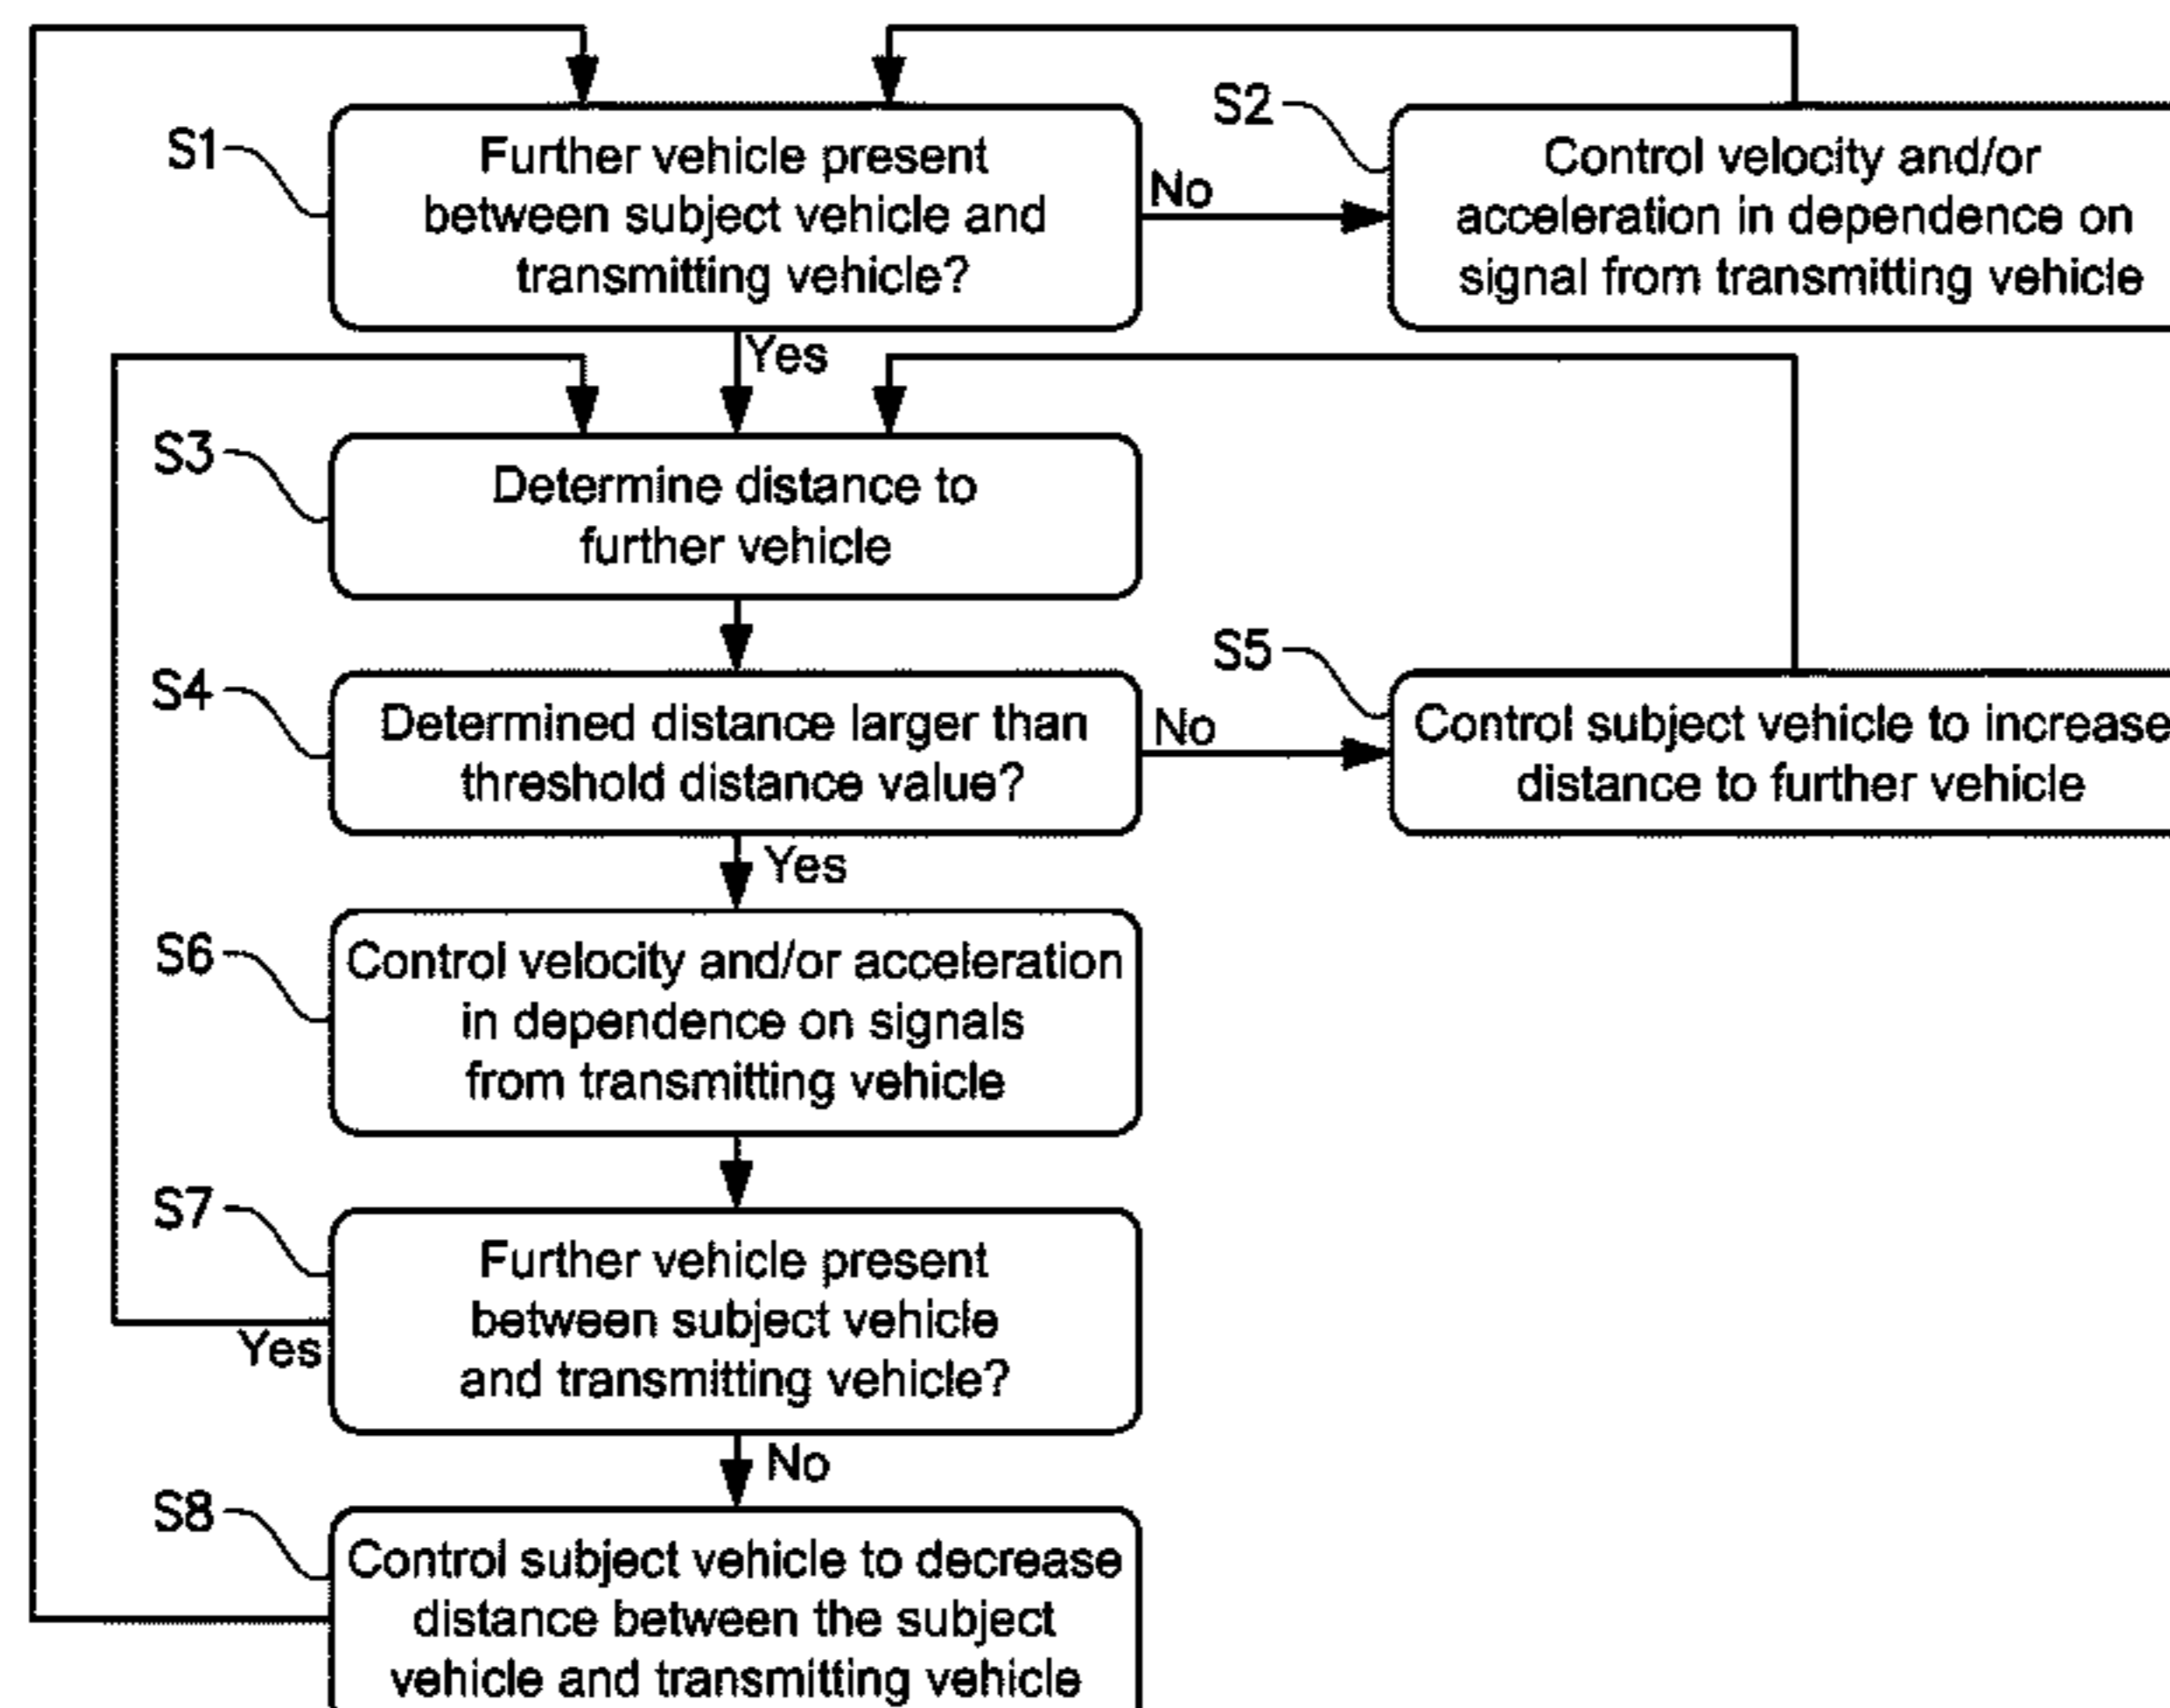 S1
Further vehicle present
between subject vehicle and
transmitting vehicle?
No
S2
Control velocity and/or
acceleration in dependence on
signal from transmitting vehicle
Yes
S3
Determine distance to
further vehicle
S4
Determined distance larger than
threshold distance value?
No
S5
Control subject vehicle to increase
distance to further vehicle
Yes
S6
Control velocity and/or acceleration
in dependence on signals
from transmitting vehicle
S7
Further vehicle present
between subject vehicle
and transmitting vehicle?
Yes
No
S8
Control subject vehicle to decrease
distance between the subject
vehicle and transmitting vehicle